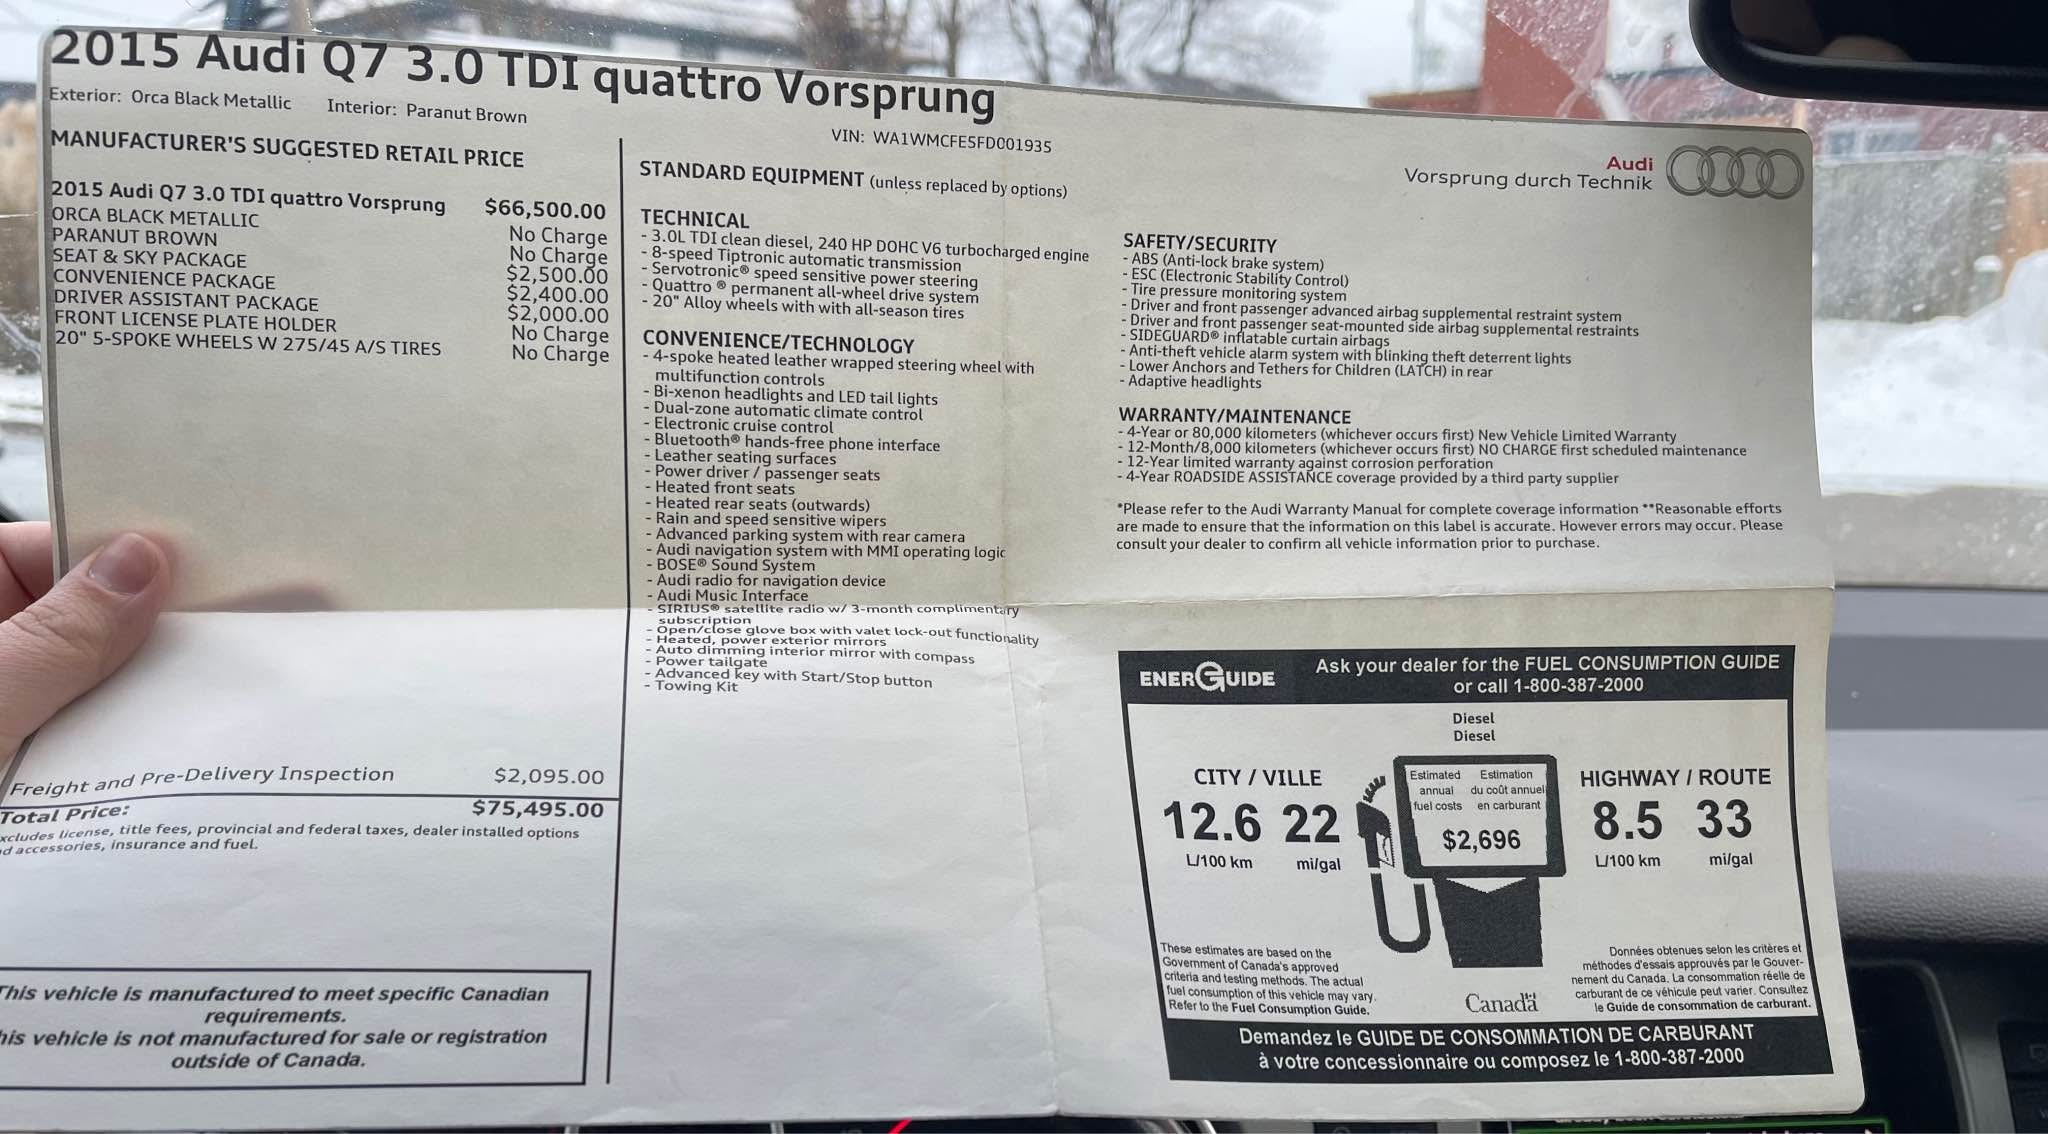 2015 Audi Q7 3.0 TDI quattro Vorsprung
Exterior: Orca Black Metallic Interior: Paranut Brown
VIN: WA1WMCFE5FD001935
MANUFACTURER'S SUGGESTED RETAIL PRICE
2015 Audi Q7 3.0 TDI quattro Vorsprung $66,500.00
ORCA BLACK METALLIC No Charge
PARANUT BROWN No Charge
SEAT & SKY PACKAGE $2,500.00
CONVENIENCE PACKAGE $2,400.00
DRIVER ASSISTANT PACKAGE $2,000.00
FRONT LICENSE PLATE HOLDER No Charge
20" 5-SPOKE WHEELS W 275/45 A/S TIRES No Charge
Freight and Pre-Delivery Inspection $2,095.00
Total Price: $75,495.00
xcludes license, title fees, provincial and federal taxes, dealer installed options
d accessories, insurance and fuel.
This vehicle is manufactured to meet specific Canadian
requirements.
his vehicle is not manufactured for sale or registration
outside of Canada.
STANDARD EQUIPMENT (unless replaced by options)
TECHNICAL
- 3.0L TDI clean diesel, 240 HP DOHC V6 turbocharged engine
- 8-speed Tiptronic automatic transmission
- Servotronic® speed sensitive power steering
- Quattro ® permanent all-wheel drive system
- 20" Alloy wheels with with all-season tires
CONVENIENCE/TECHNOLOGY
- 4-spoke heated leather wrapped steering wheel with
multifunction controls
- Bi-xenon headlights and LED tail lights
- Dual-zone automatic climate control
- Electronic cruise control
- Bluetooth® hands-free phone interface
- Leather seating surfaces
- Power driver / passenger seats
- Heated front seats
- Heated rear seats (outwards)
- Rain and speed sensitive wipers
- Advanced parking system with rear camera
- Audi navigation system with MMI operating logic
- BOSE® Sound System
- Audi radio for navigation device
- Audi Music Interface
- SIRIUS® satellite radio w/ 3-month complimentary
subscription
- Open/close glove box with valet lock-out functionality
- Heated, power exterior mirrors
- Auto dimming interior mirror with compass
- Power tailgate
- Advanced key with Start/Stop button
- Towing Kit
Audi
Vorsprung durch Technik
SAFETY/SECURITY
- ABS (Anti-lock brake system)
- ESC (Electronic Stability Control)
- Tire pressure monitoring system
- Driver and front passenger advanced airbag supplemental restraint system
- Driver and front passenger seat-mounted side airbag supplemental restraints
- SIDEGUARD® inflatable curtain airbags
- Anti-theft vehicle alarm system with blinking theft deterrent lights
- Lower Anchors and Tethers for Children (LATCH) in rear
- Adaptive headlights
WARRANTY/MAINTENANCE
- 4-Year or 80,000 kilometers (whichever occurs first) New Vehicle Limited Warranty
- 12-Month/8,000 kilometers (whichever occurs first) NO CHARGE first scheduled maintenance
- 12-Year limited warranty against corrosion perforation
- 4-Year ROADSIDE ASSISTANCE coverage provided by a third party supplier
*Please refer to the Audi Warranty Manual for complete coverage information **Reasonable efforts
are made to ensure that the information on this label is accurate. However errors may occur. Please
consult your dealer to confirm all vehicle information prior to purchase.
ENERGUIDE
Ask your dealer for the FUEL CONSUMPTION GUIDE
or call 1-800-387-2000
Diesel
Diesel
CITY / VILLE
12.6 22
L/100 km mi/gal
Estimated Estimation
annual du coût annuel
fuel costs en carburant
$2,696
HIGHWAY / ROUTE
8.5 33
L/100 km mi/gal
These estimates are based on the
Government of Canada's approved
criteria and testing methods. The actual
fuel consumption of this vehicle may vary.
Refer to the Fuel Consumption Guide.
Canada
Données obtenues selon les critères et
méthodes d'essais approuvés par le Gouver-
nement du Canada. La consommation réelle de
carburant de ce véhicule peut varier. Consultez
le Guide de consommation de carburant.
Demandez le GUIDE DE CONSOMMATION DE CARBURANT
à votre concessionnaire ou composez le 1-800-387-2000